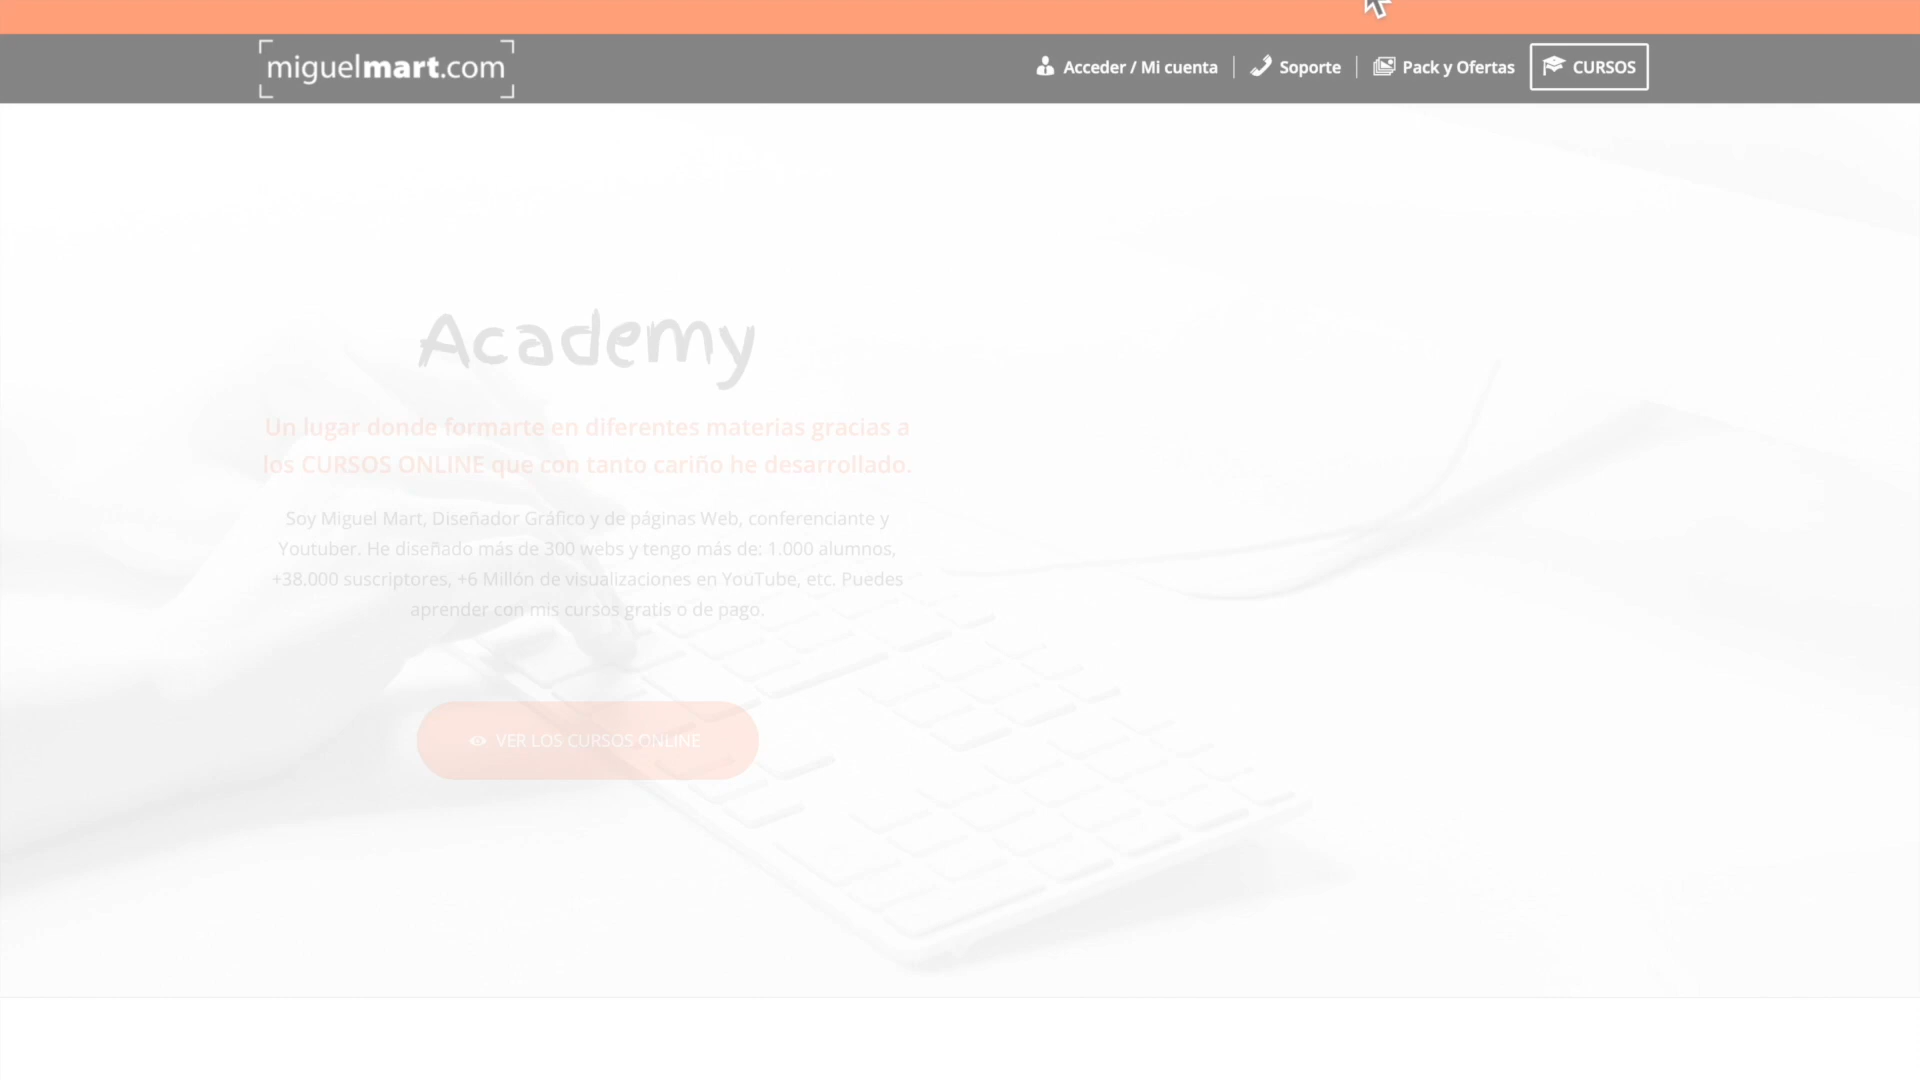 miguelmart.com
Acceder / Mi cuenta
Soporte
Pack y Ofertas
CURSOS
Academy
Un lugar donde formarte en diferentes materias gracias a
los CURSOS ONLINE que con tanto cariño he desarrollado.
Soy Miguel Mart, Diseñador Gráfico y de páginas Web, conferenciante y
Youtuber. He diseñado más de 300 webs y tengo más de: 1.000 alumnos,
+38.000 suscriptores, +6 Millón de visualizaciones en YouTube, etc. Puedes
aprender con mis cursos gratis o de pago.
VER LOS CURSOS ONLINE